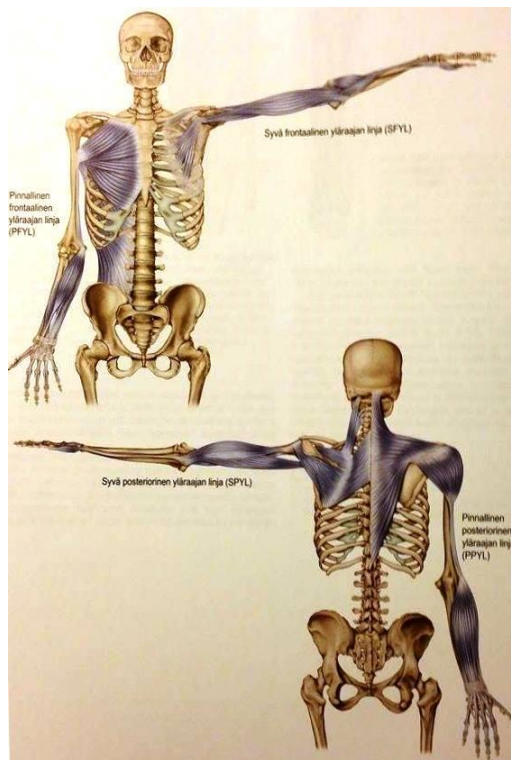 Syvä frontaalinen yläraajan linja (SFYL)
Pinnallinen
frontaalinen
yläraajan linja
(PFYL)
Syvä posteriorinen yläraajan linja (SPYL)
Pinnallinen
posteriorinen
yläraajan linja
(PPYL)